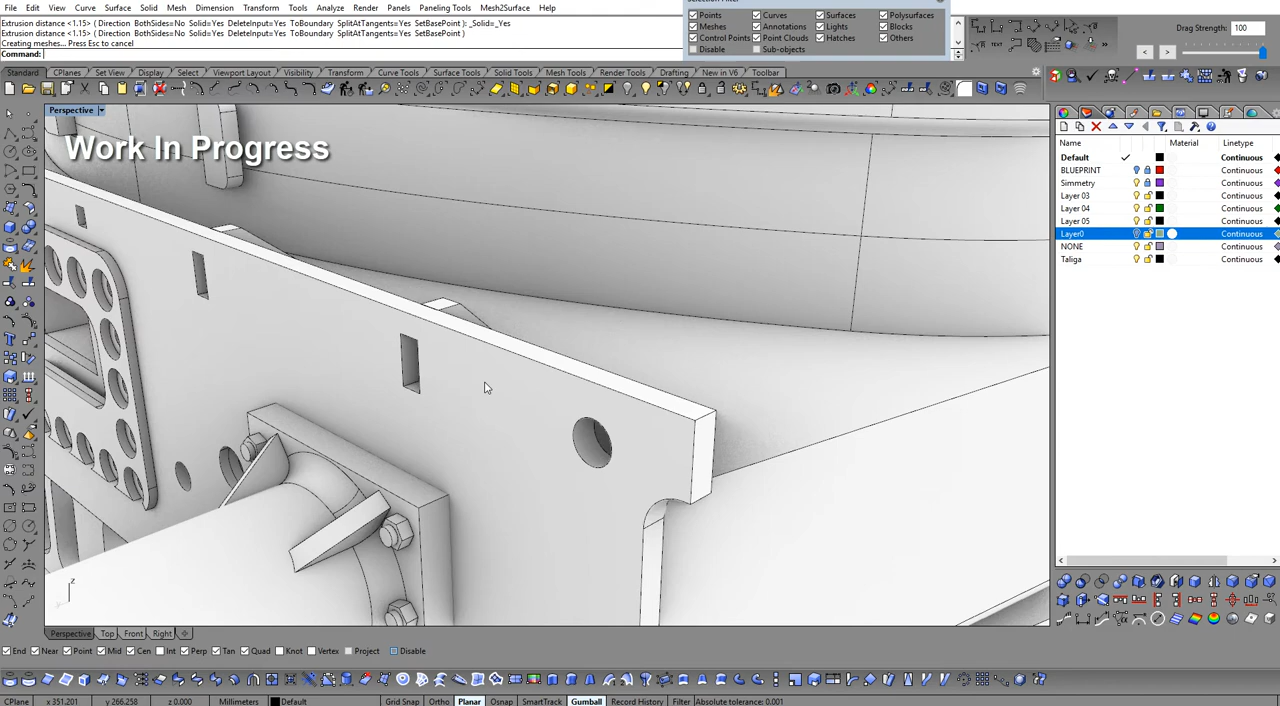 Extrusion distance <1.15> ( Direction BothSides=No Solid=Yes DeleteInput=Yes ToBoundary SplitAtTangents=Yes SetBasePoint ): _Solid=_Yes
Extrusion distance <1.15> ( Direction BothSides=No Solid=Yes DeleteInput=Yes ToBoundary SplitAtTangents=Yes SetBasePoint )
Creating meshes... Press Esc to cancel
Command:
File Edit View Curve Surface Solid Mesh Dimension Transform Tools Analyze Render Panels T-Splines Paneling Tools Mesh2Surface Help
Points Curves Surfaces Polysurfaces
Meshes Annotations Lights Blocks
Control Points Point Clouds Hatches Others
Disable Sub-objects
Drag Strength: 100
Standard CPlanes Set View Display Select Viewport Layout Visibility Transform Curve Tools Surface Tools Solid Tools Mesh Tools Render Tools Drafting New in V6 Toolbar
Perspective
Work In Progress
Name Material Linetype
Default Continuous
BLUEPRINT Continuous
Simmetry Continuous
Layer 03 Continuous
Layer 04 Continuous
Layer 05 Continuous
Layer0 Continuous
NONE Continuous
Taliga Continuous
z
Perspective Top Front Right
End Near Point Mid Cen Int Perp Tan Quad Knot Vertex Project Disable
CPlane x 351.201 y 266.258 z 0.000 Millimeters Default Grid Snap Ortho Planar Osnap SmartTrack Gumball Record History Filter Absolute tolerance: 0.001